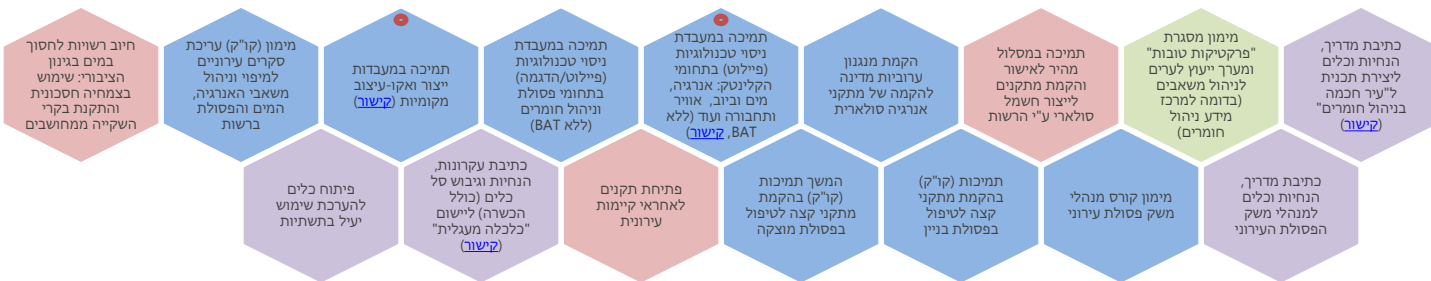 כתיבת מדריך,
הנחיות וכלים
ליצירת תכנית
ל"עיר חכמה
בניהול חומרים"
(קישור)
מימון מסגרת
"פרקטיקות טובות"
ומערך ייעוץ לערים
לניהול משאבים
(בדומה למרכז
מידע ניהול
חומרים)
תמיכה במסלול
מהיר לאישור
והקמת מתקנים
לייצור חשמל
סולארי ע"י הרשות
הקמת מנגנון
ערוביות מדינה
להקמה של מתקני
אנרגיה סולארית
-
תמיכה במעבדת
ניסוי טכנולוגיות
(פיילוט) בתחומי
הקלינטק: אנרגיה,
מים וביוב, אוויר
ותחבורה ועוד (ללא
BAT, קישור)
תמיכה במעבדת
ניסוי טכנולוגיות
(פיילוט/הדגמה)
בתחומי פסולת
וניהול חומרים
(ללא BAT)
-
תמיכה במעבדות
ייצור ואקו-עיצוב
מקומיות (קישור)
מימון (קו"ק) עריכת
סקרים עירוניים
למיפוי וניהול
משאבי האנרגיה,
המים והפסולת
ברשות
חיוב רשויות לחסוך
במים בגינון
הציבורי: שימוש
בצמחיה חסכונית
והתקנת בקרי
השקייה ממחושבים
כתיבת מדריך,
הנחיות וכלים
למנהלי משק
הפסולת העירוני
מימון קורס מנהלי
משק פסולת עירוני
תמיכות (קו"ק)
בהקמת מתקני
קצה לטיפול
בפסולת בניין
המשך תמיכות
(קו"ק) בהקמת
מתקני קצה לטיפול
בפסולת מוצקה
פתיחת תקנים
לאחראי קיימות
עירונית
כתיבת עקרונות,
הנחיות וגיבוש סל
כלים (כולל
הכשרה) ליישום
"כלכלה מעגלית"
(קישור)
פיתוח כלים
להערכת שימוש
יעיל בתשתיות